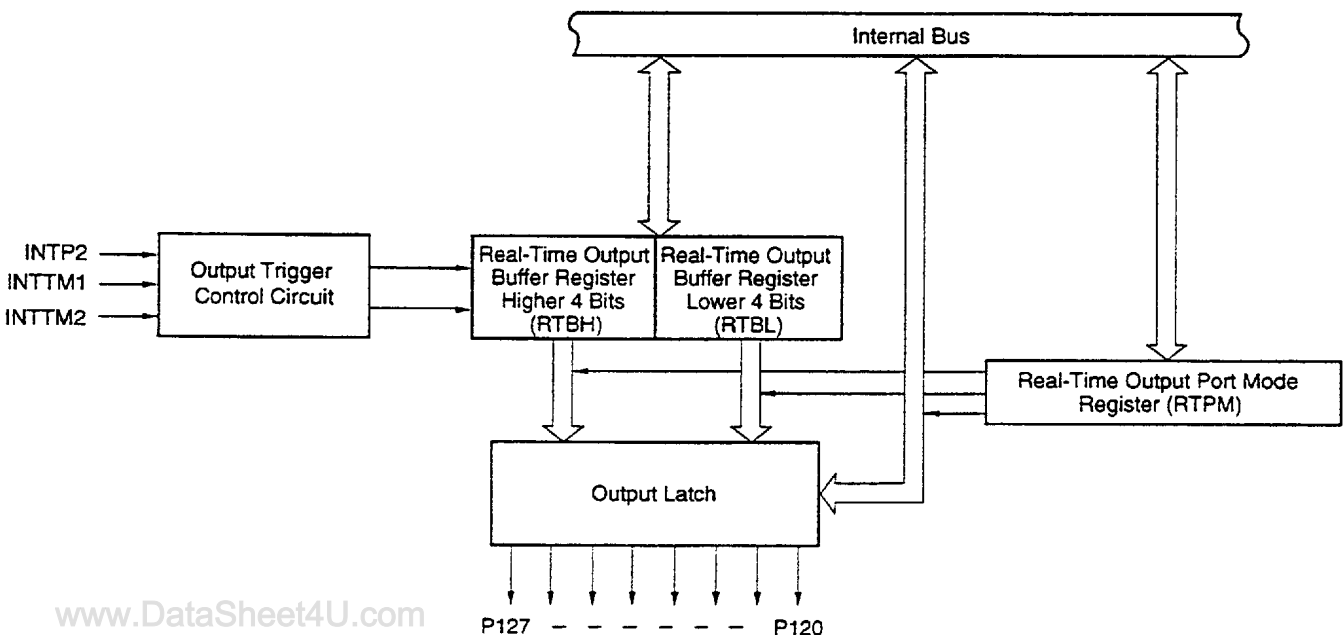 Internal Bus
INTP2
INTTM1
INTTM2
Output Trigger
Control Circuit
Real-Time Output
Buffer Register
Higher 4 Bits
(RTBH)
Real-Time Output
Buffer Register
Lower 4 Bits
(RTBL)
Real-Time Output Port Mode
Register (RTPM)
Output Latch
www.DataSheet4U.com
P127 - - - - - - P120